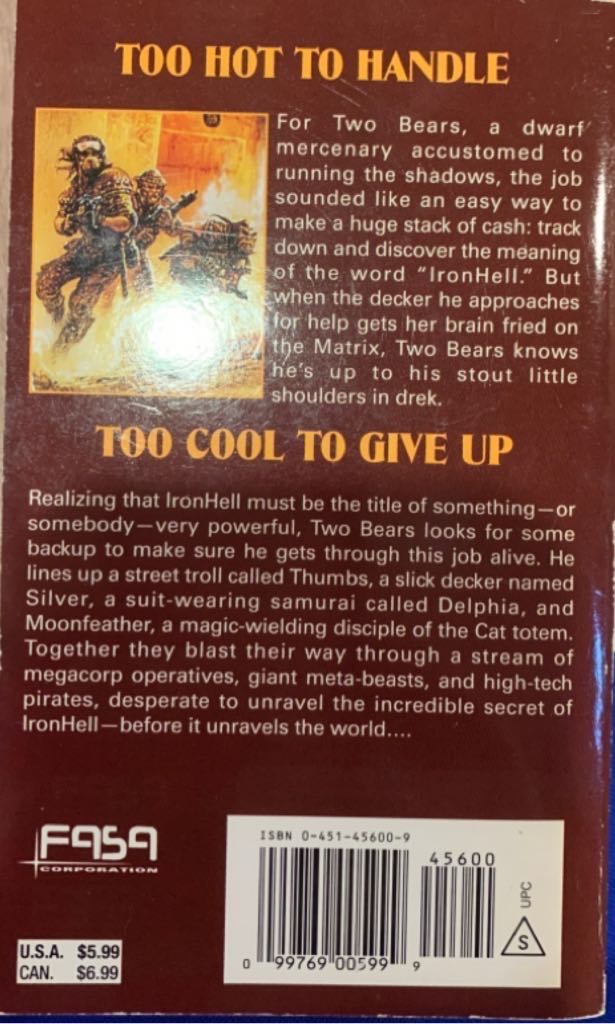 TOO HOT TO HANDLE
For Two Bears, a dwarf
mercenary accustomed to
running the shadows, the job
sounded like an easy way to
make a huge stack of cash: track
down and discover the meaning
of the word "IronHell." But
when the decker he approaches
for help gets her brain fried on
the Matrix, Two Bears knows
he's up to his stout little
shoulders in drek.
TOO COOL TO GIVE UP
Realizing that IronHell must be the title of something—or
somebody—very powerful, Two Bears looks for some
backup to make sure he gets through this job alive. He
lines up a street troll called Thumbs, a slick decker named
Silver, a suit-wearing samurai called Delphia, and
Moonfeather, a magic-wielding disciple of the Cat totem.
Together they blast their way through a stream of
megacorp operatives, giant meta-beasts, and high-tech
pirates, desperate to unravel the incredible secret of
IronHell—before it unravels the world....
FASA
CORPORATION
U.S.A. $5.99
CAN. $6.99
ISBN 0-451-45600-9
45600
0 99769 00599 9
S UPC